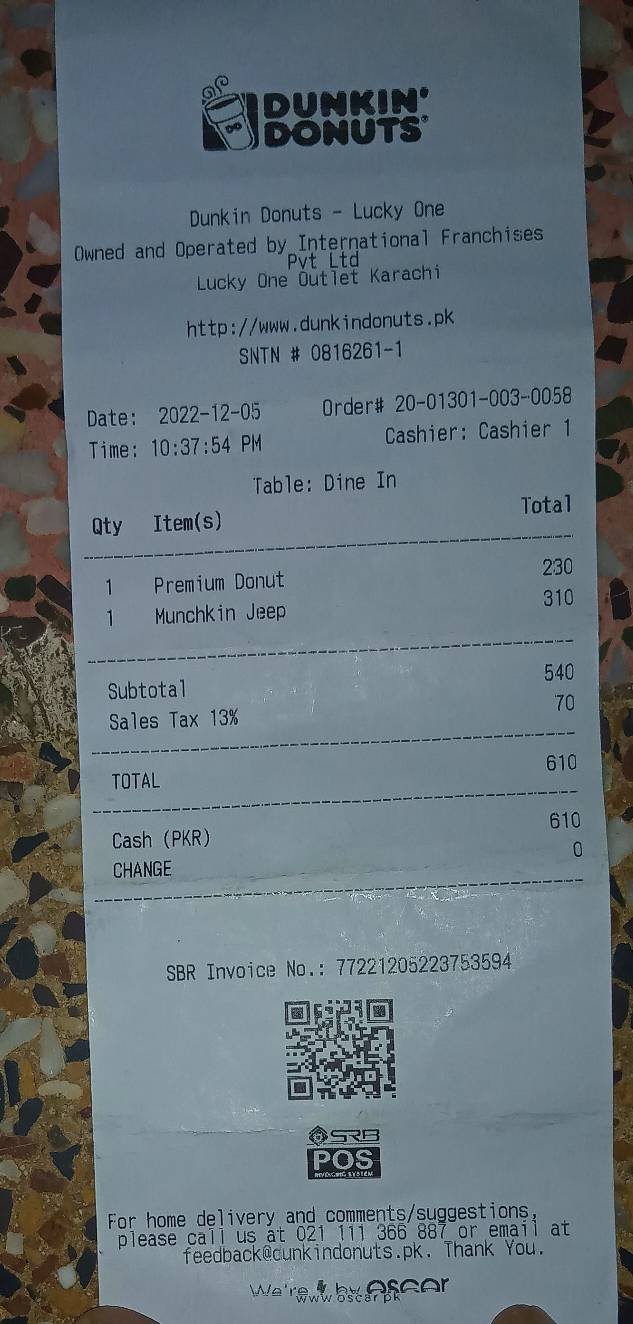 DUNKIN'
DONUTS
Dunkin Donuts - Lucky One
Owned and Operated by International Franchises
Pvt Ltd
Lucky One Outlet Karachi
http://www.dunkindonuts.pk
SNTN # 0816261-1
Date: 2022-12-05 Order# 20-01301-003-0058
Time: 10:37:54 PM Cashier: Cashier 1
Table: Dine In
Qty Item(s) Total
1 Premium Donut 230
1 Munchkin Jeep 310
Subtotal 540
Sales Tax 13% 70
TOTAL 610
Cash (PKR) 610
CHANGE 0
SBR Invoice No.: 77221205223753594
SRB
POS
INVOICING SYSTEM
For home delivery and comments/suggestions,
please call us at 021 111 366 887 or email at
feedback@dunkindonuts.pk. Thank You.
We're by oscar
www.oscar.pk